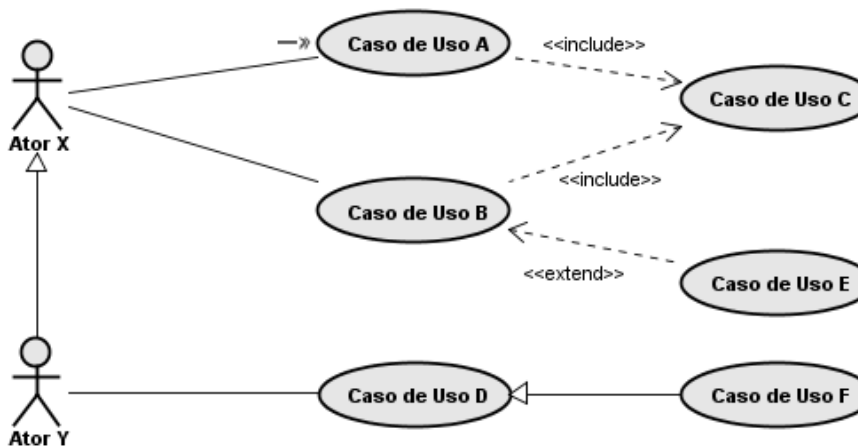 Caso de Uso A
<<include>>
Caso de Uso C
Ator X
<<include>>
Caso de Uso B
<<extend>>
Caso de Uso E
Caso de Uso D
Caso de Uso F
Ator Y